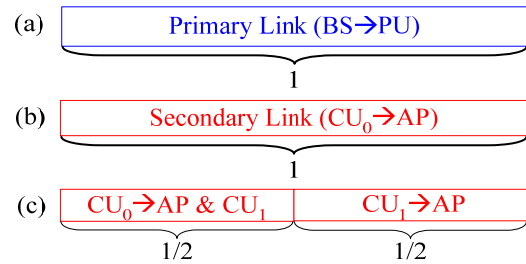 (a) Primary Link (BS→PU)
1
(b) Secondary Link (CU₀→AP)
1
(c) CU₀→AP & CU₁ CU₁→AP
1/2 1/2